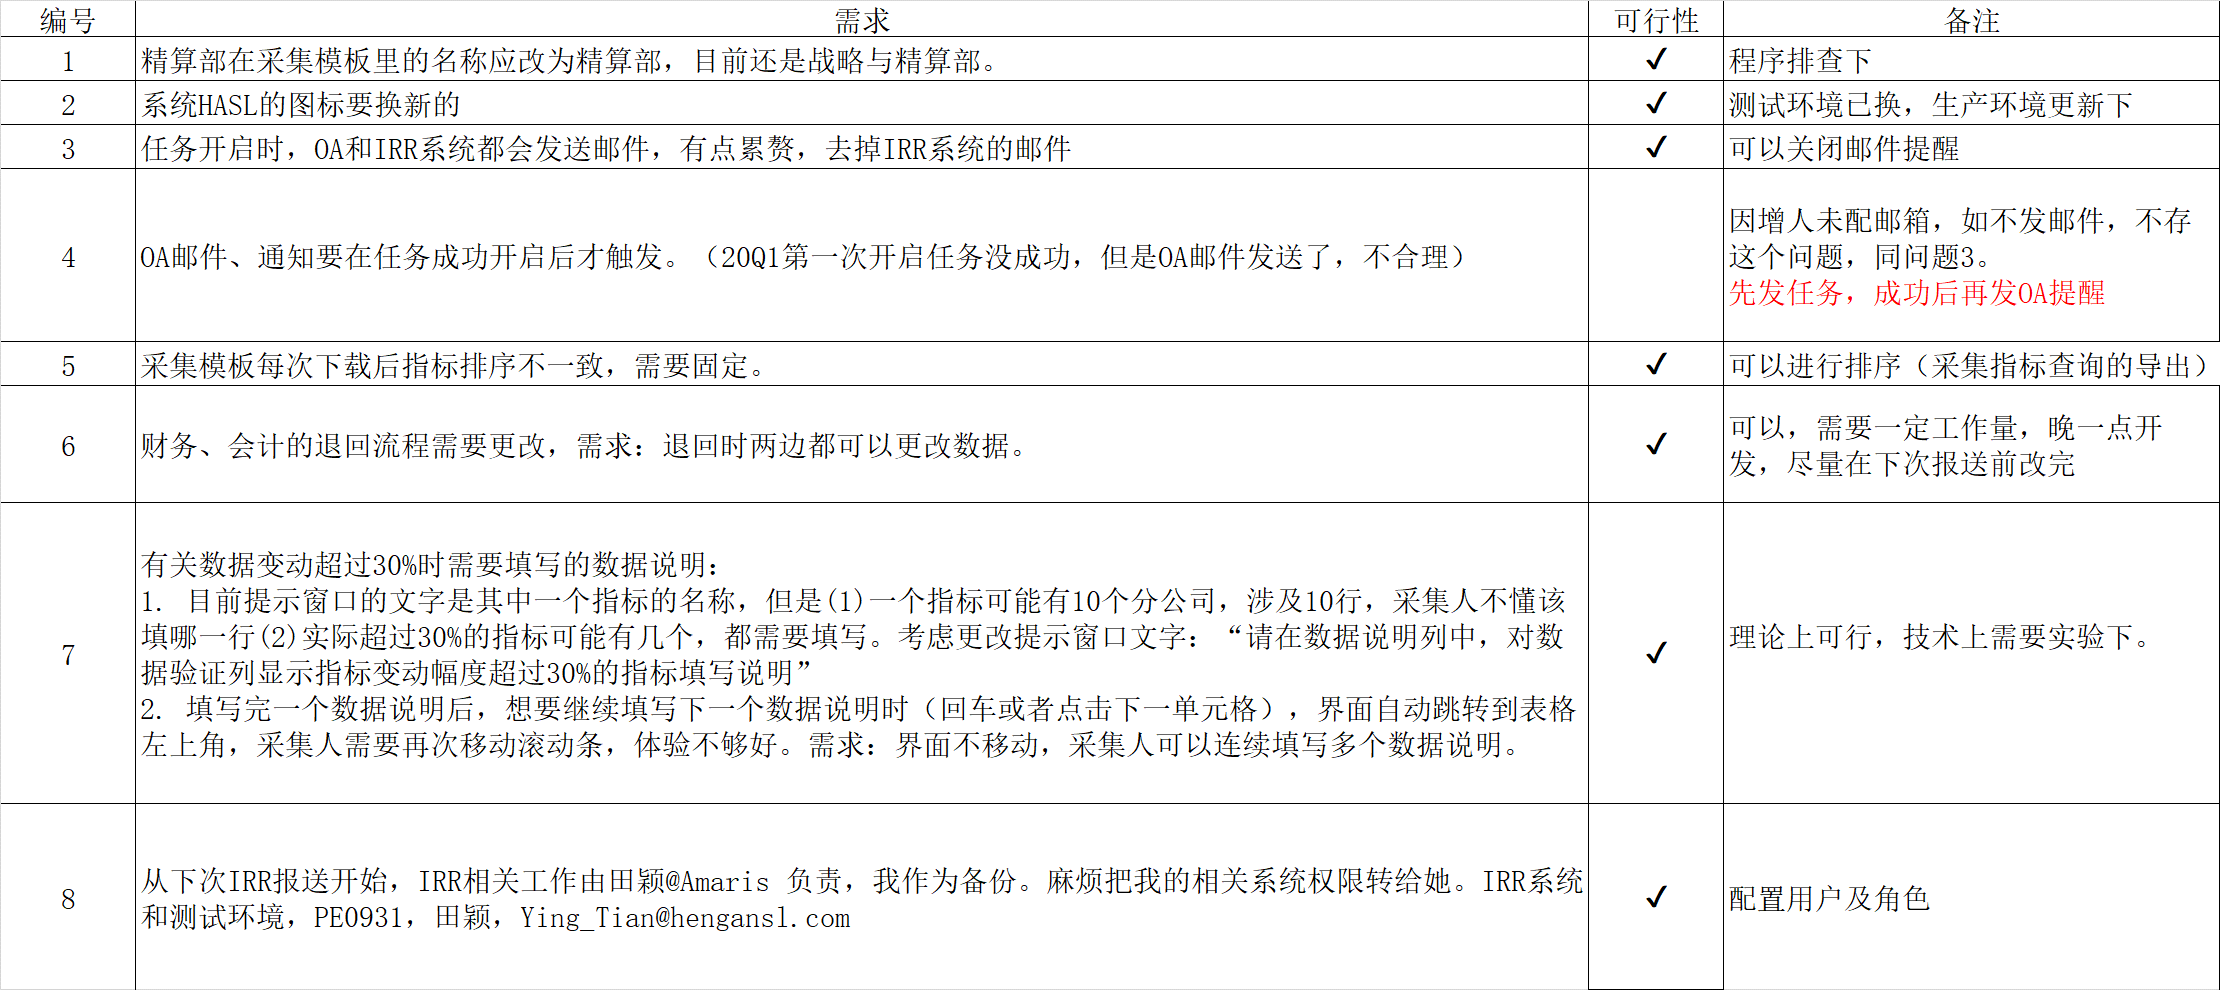 编号 需求 可行性 备注
1 精算部在采集模板里的名称应改为精算部，目前还是战略与精算部。 ✔ 程序排查下
2 系统HASL的图标要换新的 ✔ 测试环境已换，生产环境更新下
3 任务开启时，OA和IRR系统都会发送邮件，有点累赘，去掉IRR系统的邮件 ✔ 可以关闭邮件提醒
4 OA邮件、通知要在任务成功开启后才触发。（20Q1第一次开启任务没成功，但是OA邮件发送了，不合理）
因增人未配邮箱，如不发邮件，不存
这个问题，同问题3。
先发任务，成功后再发OA提醒
5 采集模板每次下载后指标排序不一致，需要固定。 ✔ 可以进行排序（采集指标查询的导出）
6 财务、会计的退回流程需要更改，需求：退回时两边都可以更改数据。 ✔
可以，需要一定工作量，晚一点开
发，尽量在下次报送前改完
7
有关数据变动超过30%时需要填写的数据说明：
1. 目前提示窗口的文字是其中一个指标的名称，但是(1)一个指标可能有10个分公司，涉及10行，采集人不懂该
填哪一行(2)实际超过30%的指标可能有几个，都需要填写。考虑更改提示窗口文字：“请在数据说明列中，对数
据验证列显示指标变动幅度超过30%的指标填写说明”
2. 填写完一个数据说明后，想要继续填写下一个数据说明时（回车或者点击下一单元格），界面自动跳转到表格
左上角，采集人需要再次移动滚动条，体验不够好。需求：界面不移动，采集人可以连续填写多个数据说明。
✔ 理论上可行，技术上需要实验下。
8
从下次IRR报送开始，IRR相关工作由田颖@Amaris 负责，我作为备份。麻烦把我的相关系统权限转给她。IRR系统
和测试环境，PE0931，田颖，Ying_Tian@hengansl.com
✔ 配置用户及角色